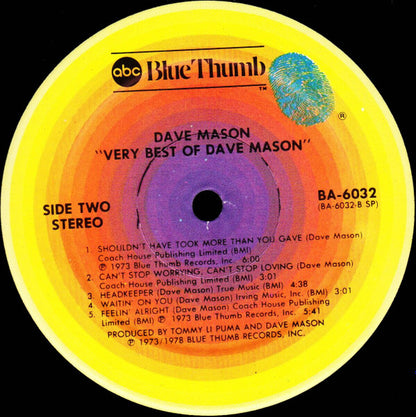 abc Blue Thumb
TM
®
DAVE MASON
"VERY BEST OF DAVE MASON"
SIDE TWO
STEREO
BA-6032
(BA-6032-B SP)
1. SHOULDN'T HAVE TOOK MORE THAN YOU GAVE (Dave Mason)
Coach House Publishing Limited (BMI)
℗ 1973 Blue Thumb Records, Inc. 6:00
2. CAN'T STOP WORRYING, CAN'T STOP LOVING (Dave Mason)
Coach House Publishing Limited (BMI) 3:01
3. HEADKEEPER (Dave Mason) True Music (BMI) 4:38
4. WAITIN' ON YOU (Dave Mason) Irving Music, Inc. (BMI) 3:01
5. FEELIN' ALRIGHT (Dave Mason) Coach House Publishing
Limited (BMI) ℗ 1973 Blue Thumb Records, Inc. 5:41
PRODUCED BY TOMMY LI PUMA AND DAVE MASON
℗ 1973/1978 BLUE THUMB RECORDS, INC.